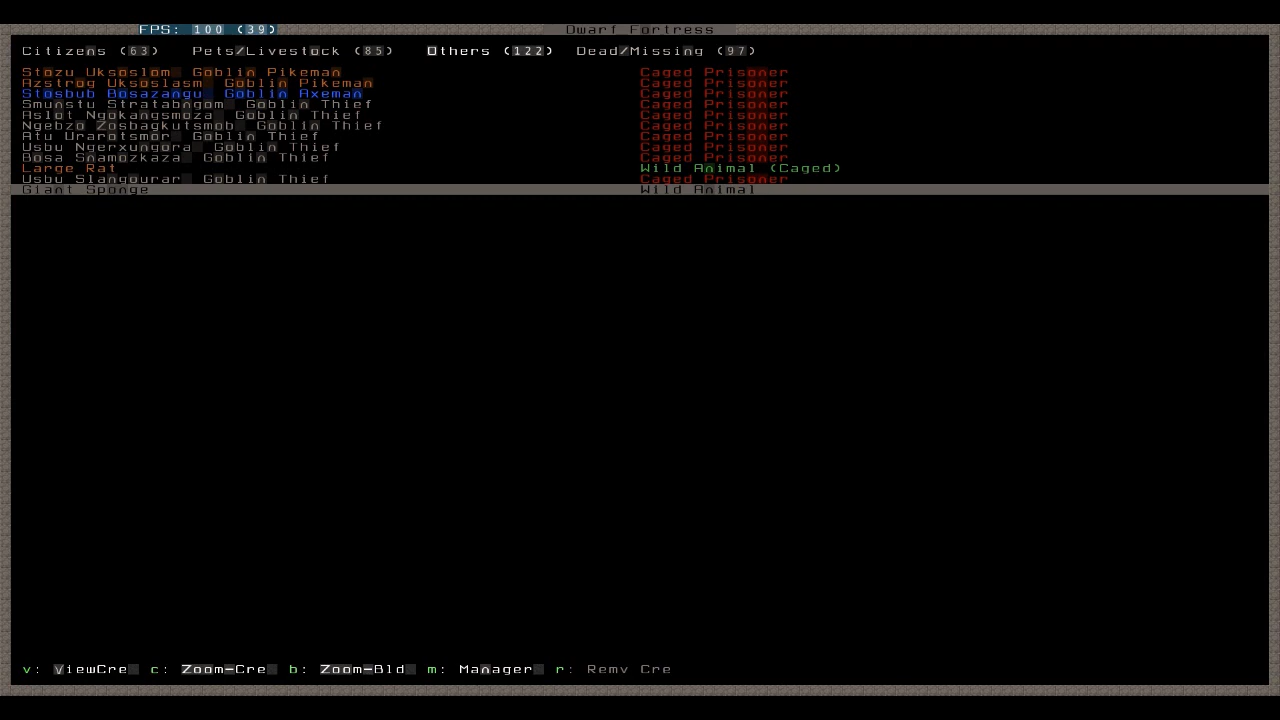 FPS: 100 (39) Dwarf Fortress
Citizens (63) Pets/Livestock (85) Others (122) Dead/Missing (97)
Stozu Uksoslom Goblin Pikeman Caged Prisoner
Azstrog Uksoslasm Goblin Pikeman Caged Prisoner
Stosbub Bosazangu Goblin Axeman Caged Prisoner
Smunstu Stratabngom Goblin Thief Caged Prisoner
Aslot Ngokangsmoza Goblin Thief Caged Prisoner
Ngebzo Zosbagkutsmob Goblin Thief Caged Prisoner
Atu Uraratsmor Goblin Thief Caged Prisoner
Usbu Ngerxungora Goblin Thief Caged Prisoner
Bosa Snamozkaza Goblin Thief Caged Prisoner
Large Rat Wild Animal (Caged)
Usbu Slangourar Goblin Thief Caged Prisoner
Giant Sponge Wild Animal
v: ViewCre c: Zoom-Cre b: Zoom-Bld m: Manager r: Remv Cre